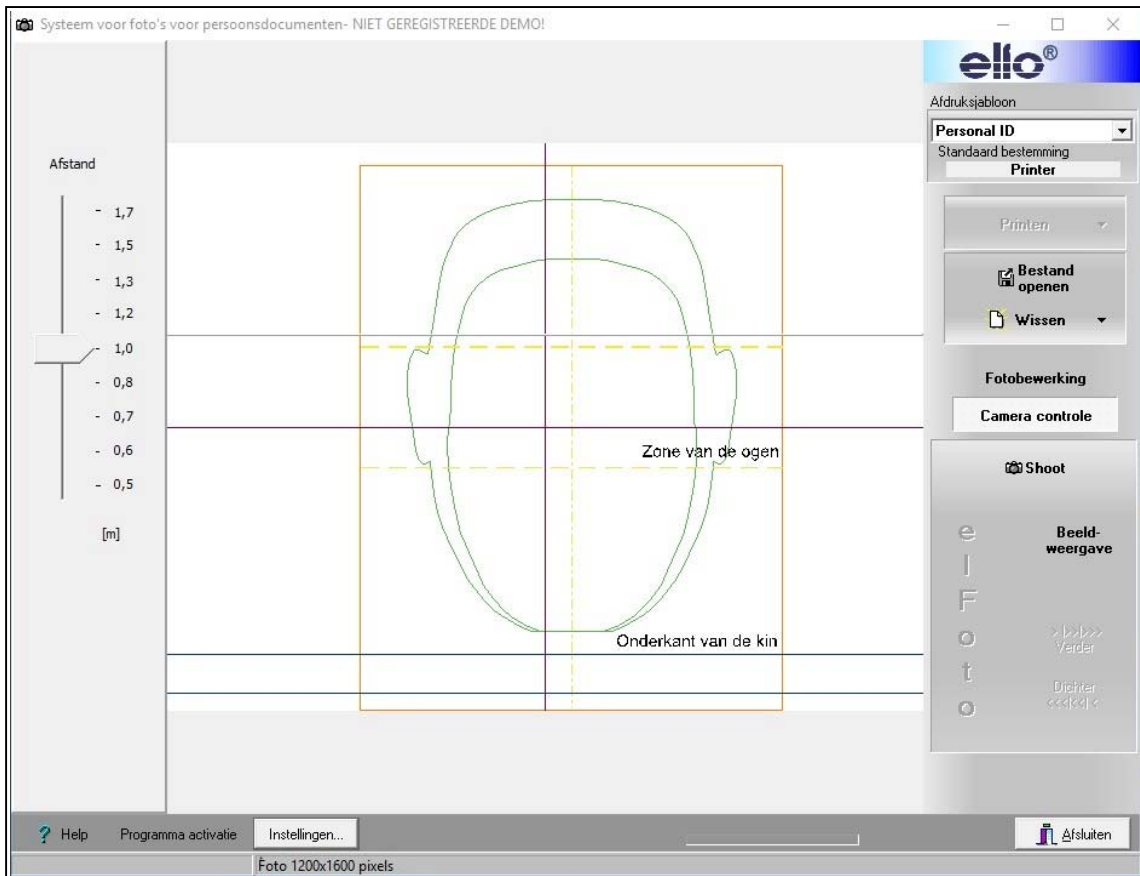 Systeem voor foto's voor persoonsdocumenten- NIET GEREGISTREERDE DEMO!
elfo®
Afdruksjabloon
Personal ID
Standaard bestemming
Printer
Afstand
1,7
1,5
1,3
1,2
1,0
0,8
0,7
0,6
0,5
[m]
Zone van de ogen
Onderkant van de kin
Printen
Bestand
openen
Wissen
Fotobewerking
Camera controle
Shoot
e
l
F
o
t
o
Beeld-
weergave
> |>>|>>>
Verder
Dichter
<<<|<<| <
? Help
Programma activatie
Instellingen...
Afsluiten
Foto 1200x1600 pixels